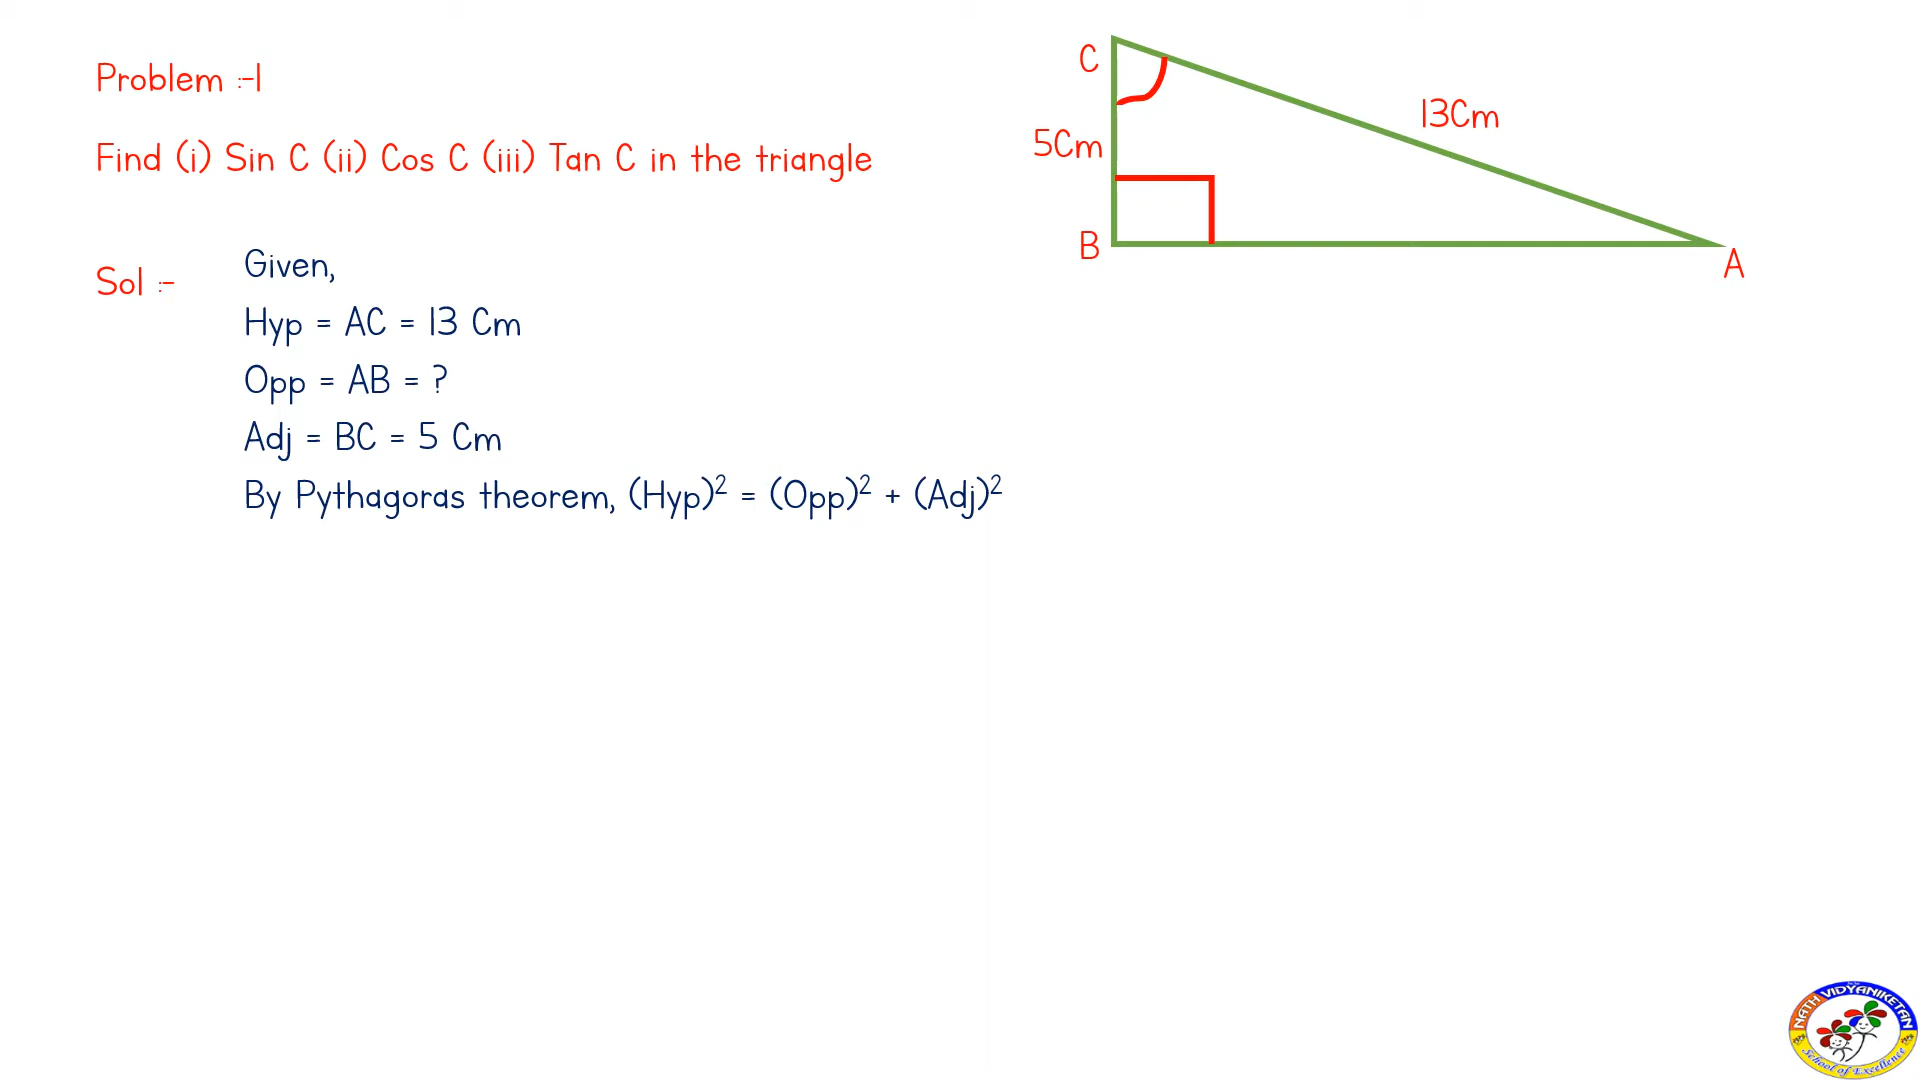 Problem :-1
Find (i) Sin C (ii) Cos C (iii) Tan C in the triangle
Sol :-
Given,
Hyp = AC = 13 Cm
Opp = AB = ?
Adj = BC = 5 Cm
By Pythagoras theorem, (Hyp)² = (Opp)² + (Adj)²
C
13Cm
5Cm
B
A
NATH VIDYANIKETAN
School of Excellence